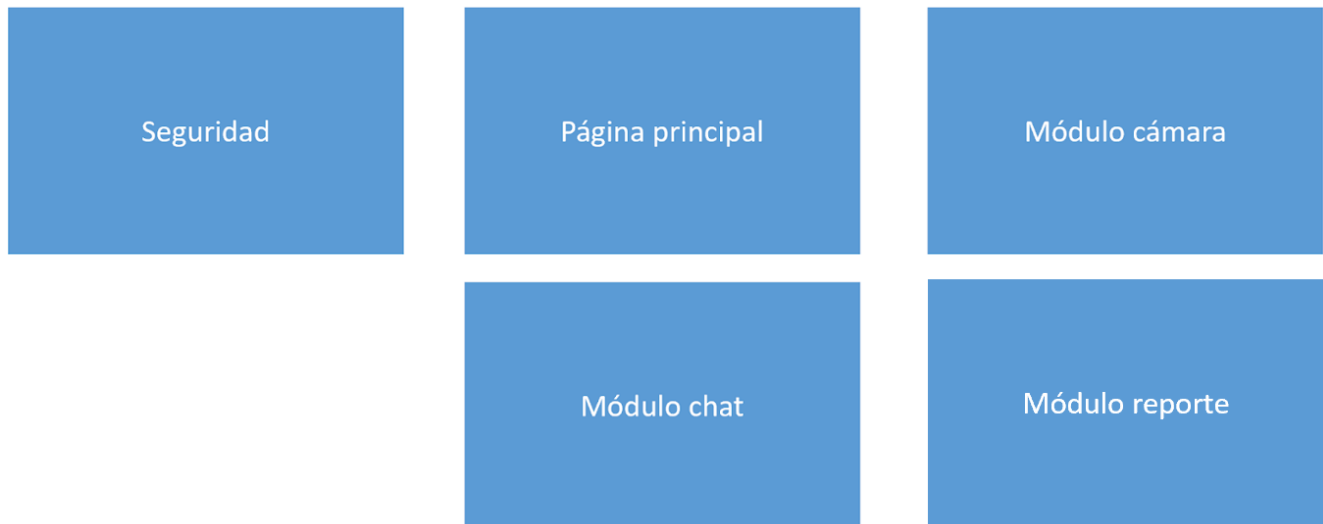 Seguridad
Página principal
Módulo cámara
Módulo chat
Módulo reporte